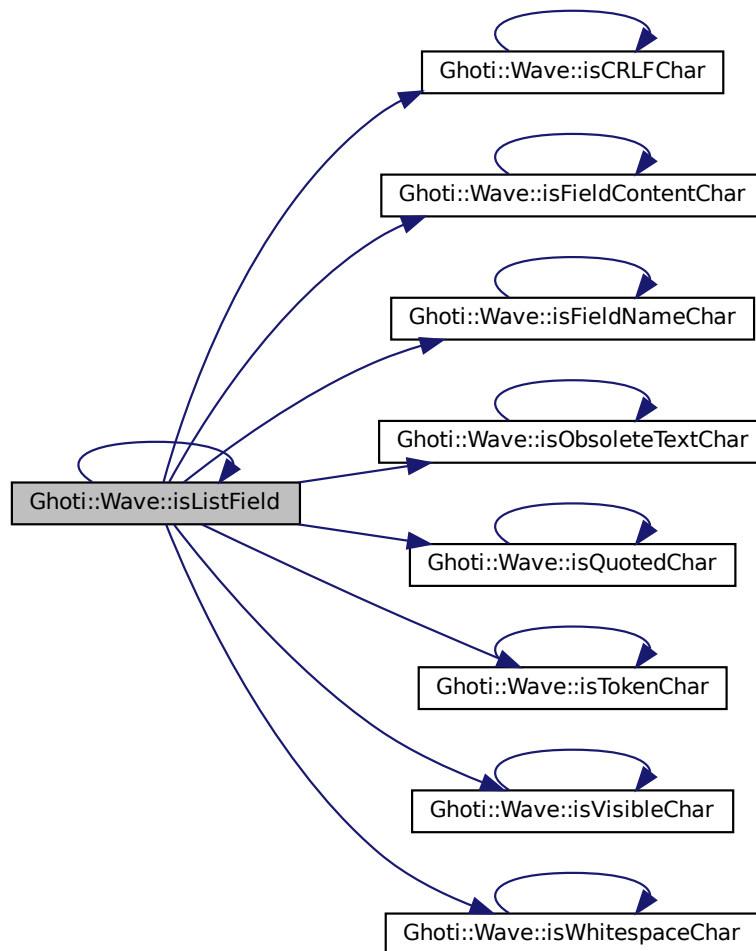 Ghoti::Wave::isCRLFChar
Ghoti::Wave::isFieldContentChar
Ghoti::Wave::isFieldNameChar
Ghoti::Wave::isObsoleteTextChar
Ghoti::Wave::isListField
Ghoti::Wave::isQuotedChar
Ghoti::Wave::isTokenChar
Ghoti::Wave::isVisibleChar
Ghoti::Wave::isWhitespaceChar